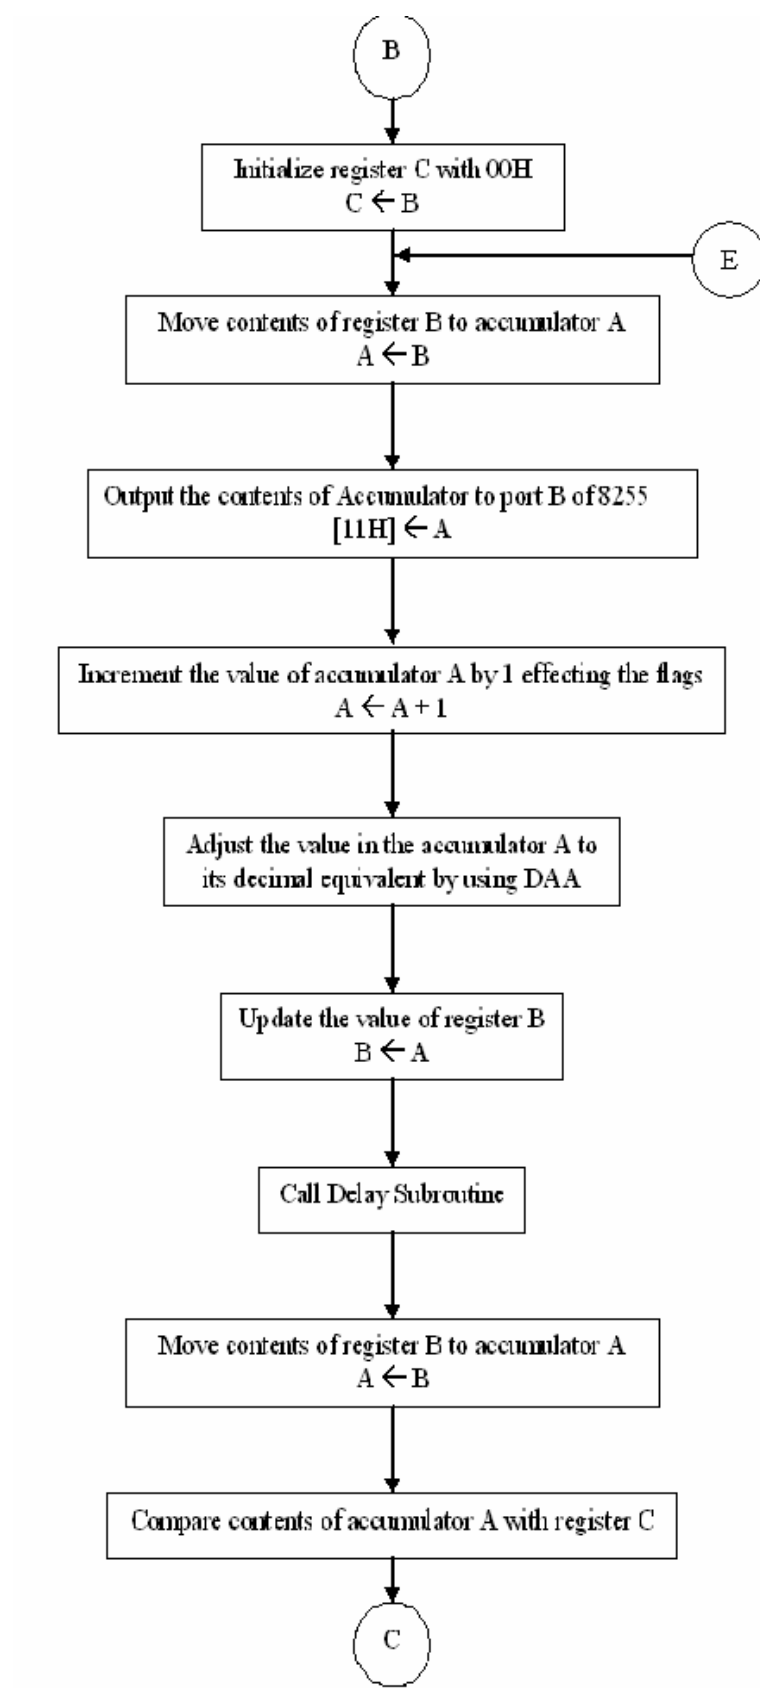 B
Initialize register C with 00H
C ← B
E
Move contents of register B to accumulator A
A ← B
Output the contents of Accumulator to port B of 8255
[11H] ← A
Increment the value of accumulator A by 1 effecting the flags
A ← A + 1
Adjust the value in the accumulator A to
its decimal equivalent by using DAA
Update the value of register B
B ← A
Call Delay Subroutine
Move contents of register B to accumulator A
A ← B
Compare contents of accumulator A with register C
C